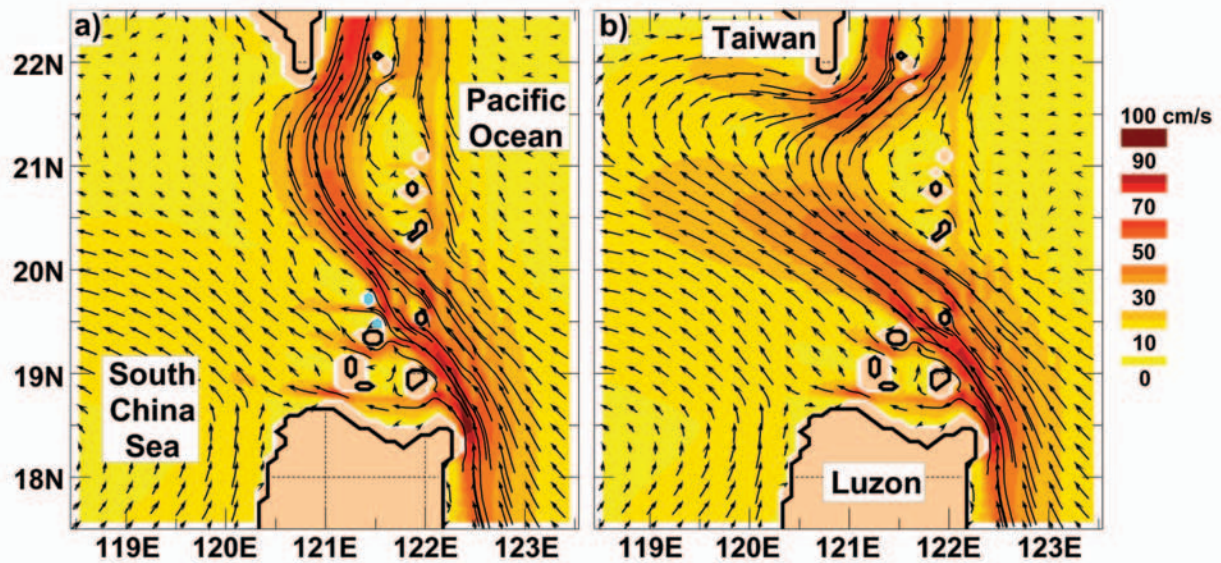 a)
b)
Taiwan
22N
Pacific
Ocean
21N
20N
19N
South
China
Sea
18N
Luzon
119E 120E 121E 122E 123E
119E 120E 121E 122E 123E
100 cm/s
90
70
50
30
10
0